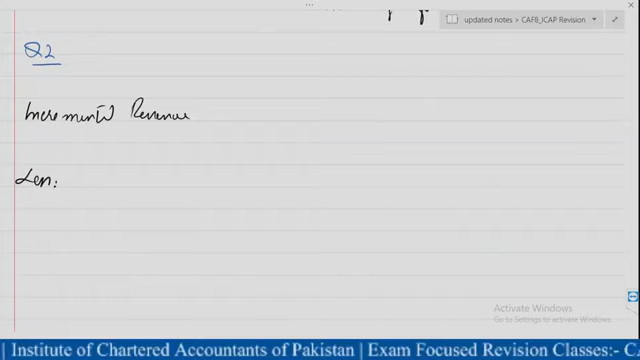 updated notes > CAF8_ICAP Revision
Q2
Incremental Revenue
Less:
Activate Windows
Go to Settings to activate Windows.
| Institute of Chartered Accountants of Pakistan | Exam Focused Revision Classes:- C